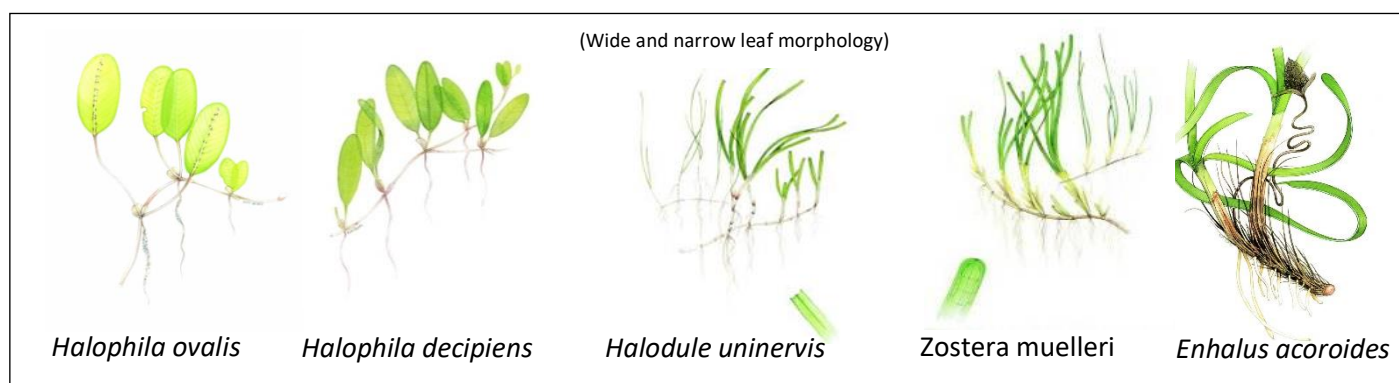 (Wide and narrow leaf morphology)
Halophila ovalis
Halophila decipiens
Halodule uninervis
Zostera muelleri
Enhalus acoroides